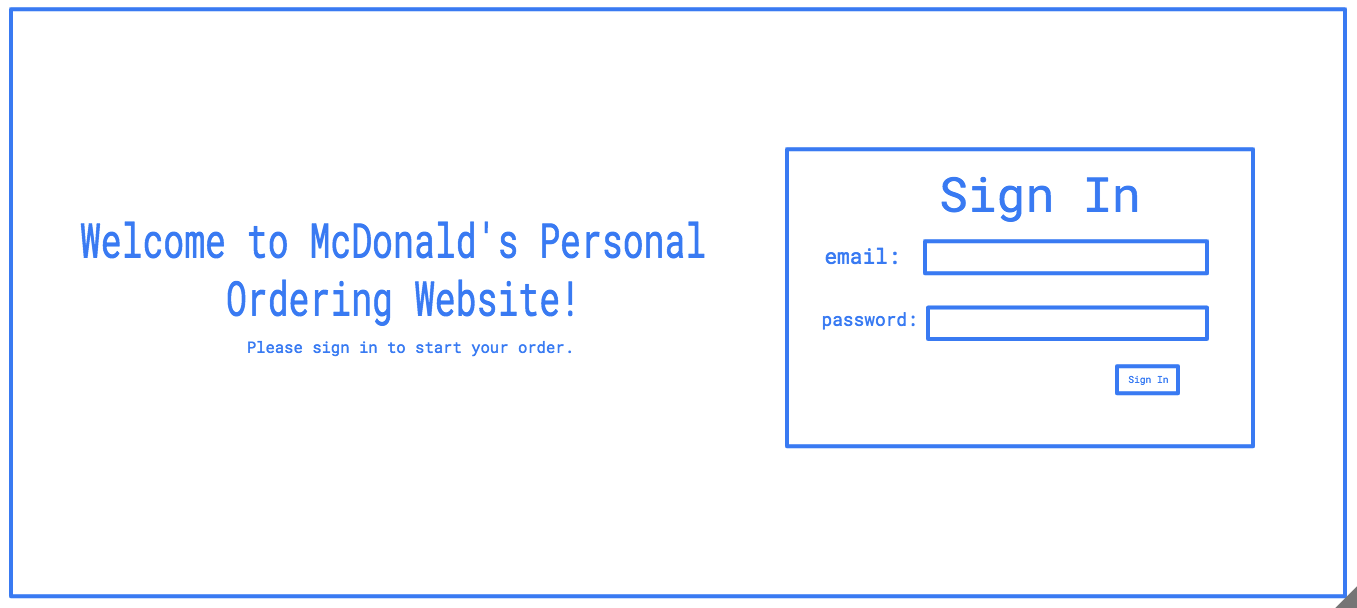 Welcome to McDonald's Personal
Ordering Website!
Please sign in to start your order.
Sign In
email:
password:
Sign In